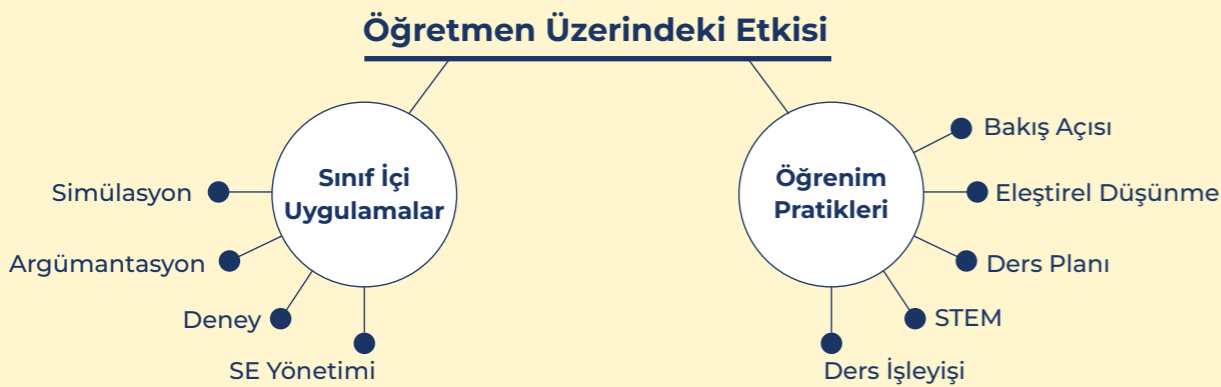 Öğretmen Üzerindeki Etkisi
Sınıf İçi
Uygulamalar
Simülasyon
Argümantasyon
Deney
SE Yönetimi
Öğrenim
Pratikleri
Bakış Açısı
Eleştirel Düşünme
Ders Planı
STEM
Ders İşleyişi